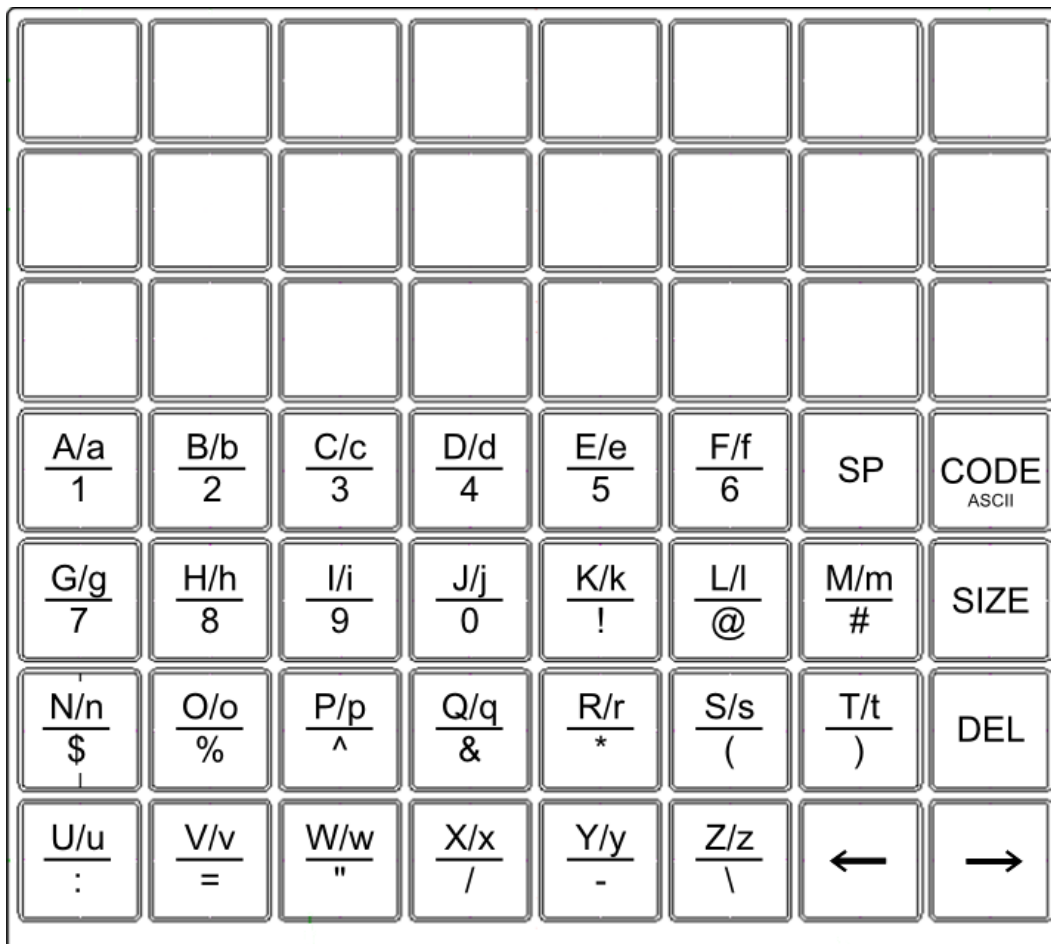 A/a B/b C/c D/d E/e F/f SP CODE
1 2 3 4 5 6 ASCII
G/g H/h I/i J/j K/k L/l M/m SIZE
7 8 9 0 ! @ #
N/n O/o P/p Q/q R/r S/s T/t DEL
$ % ^ & * ( )
U/u V/v W/w X/x Y/y Z/z ← →
: = " / - \